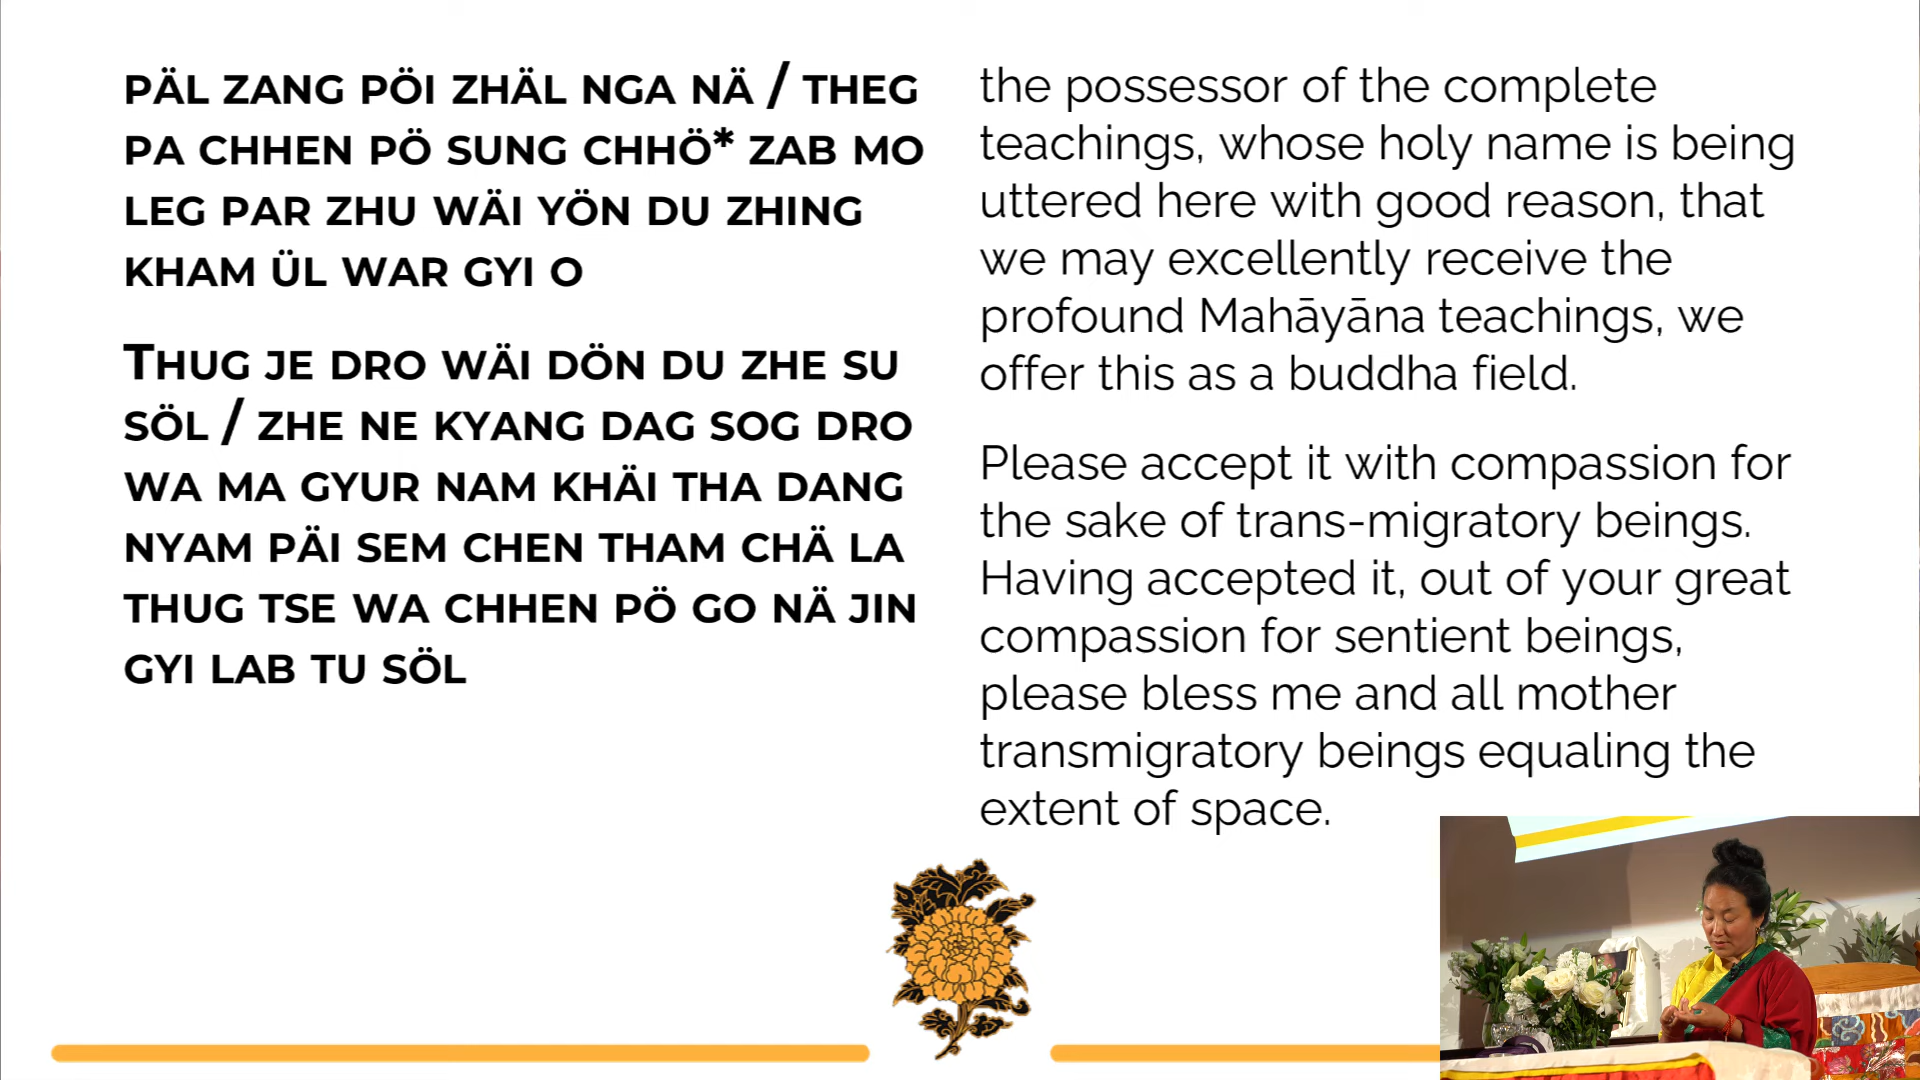 PÄL ZANG PÖI ZHÄL NGA NÄ / THEG
PA CHHEN PÖ SUNG CHHÖ* ZAB MO
LEG PAR ZHU WÄI YÖN DU ZHING
KHAM ÜL WAR GYI O
THUG JE DRO WÄI DÖN DU ZHE SU
SÖL / ZHE NE KYANG DAG SOG DRO
WA MA GYUR NAM KHÄI THA DANG
NYAM PÄI SEM CHEN THAM CHÄ LA
THUG TSE WA CHHEN PÖ GO NÄ JIN
GYI LAB TU SÖL
the possessor of the complete
teachings, whose holy name is being
uttered here with good reason, that
we may excellently receive the
profound Mahāyāna teachings, we
offer this as a buddha field.
Please accept it with compassion for
the sake of trans-migratory beings.
Having accepted it, out of your great
compassion for sentient beings,
please bless me and all mother
transmigratory beings equaling the
extent of space.